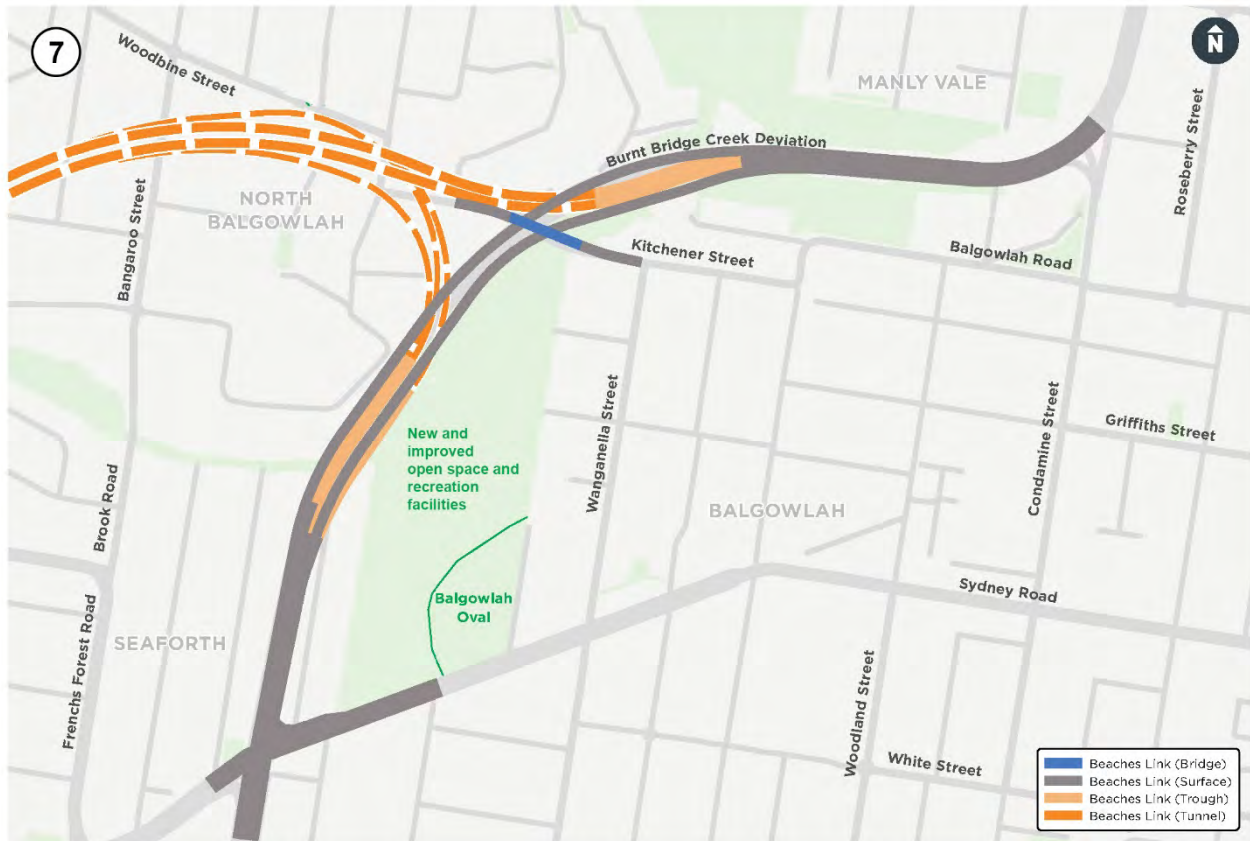 7
N
Woodbine Street
MANLY VALE
Burnt Bridge Creek Deviation
Roseberry Street
NORTH
BALGOWLAH
Bangaroo Street
Kitchener Street
Balgowlah Road
New and
improved
open space and
recreation
facilities
Wanganella Street
Condamine Street
Griffiths Street
Brook Road
BALGOWLAH
Sydney Road
Balgowlah
Oval
SEAFORTH
Frenchs Forest Road
Woodland Street
White Street
Beaches Link (Bridge)
Beaches Link (Surface)
Beaches Link (Trough)
Beaches Link (Tunnel)